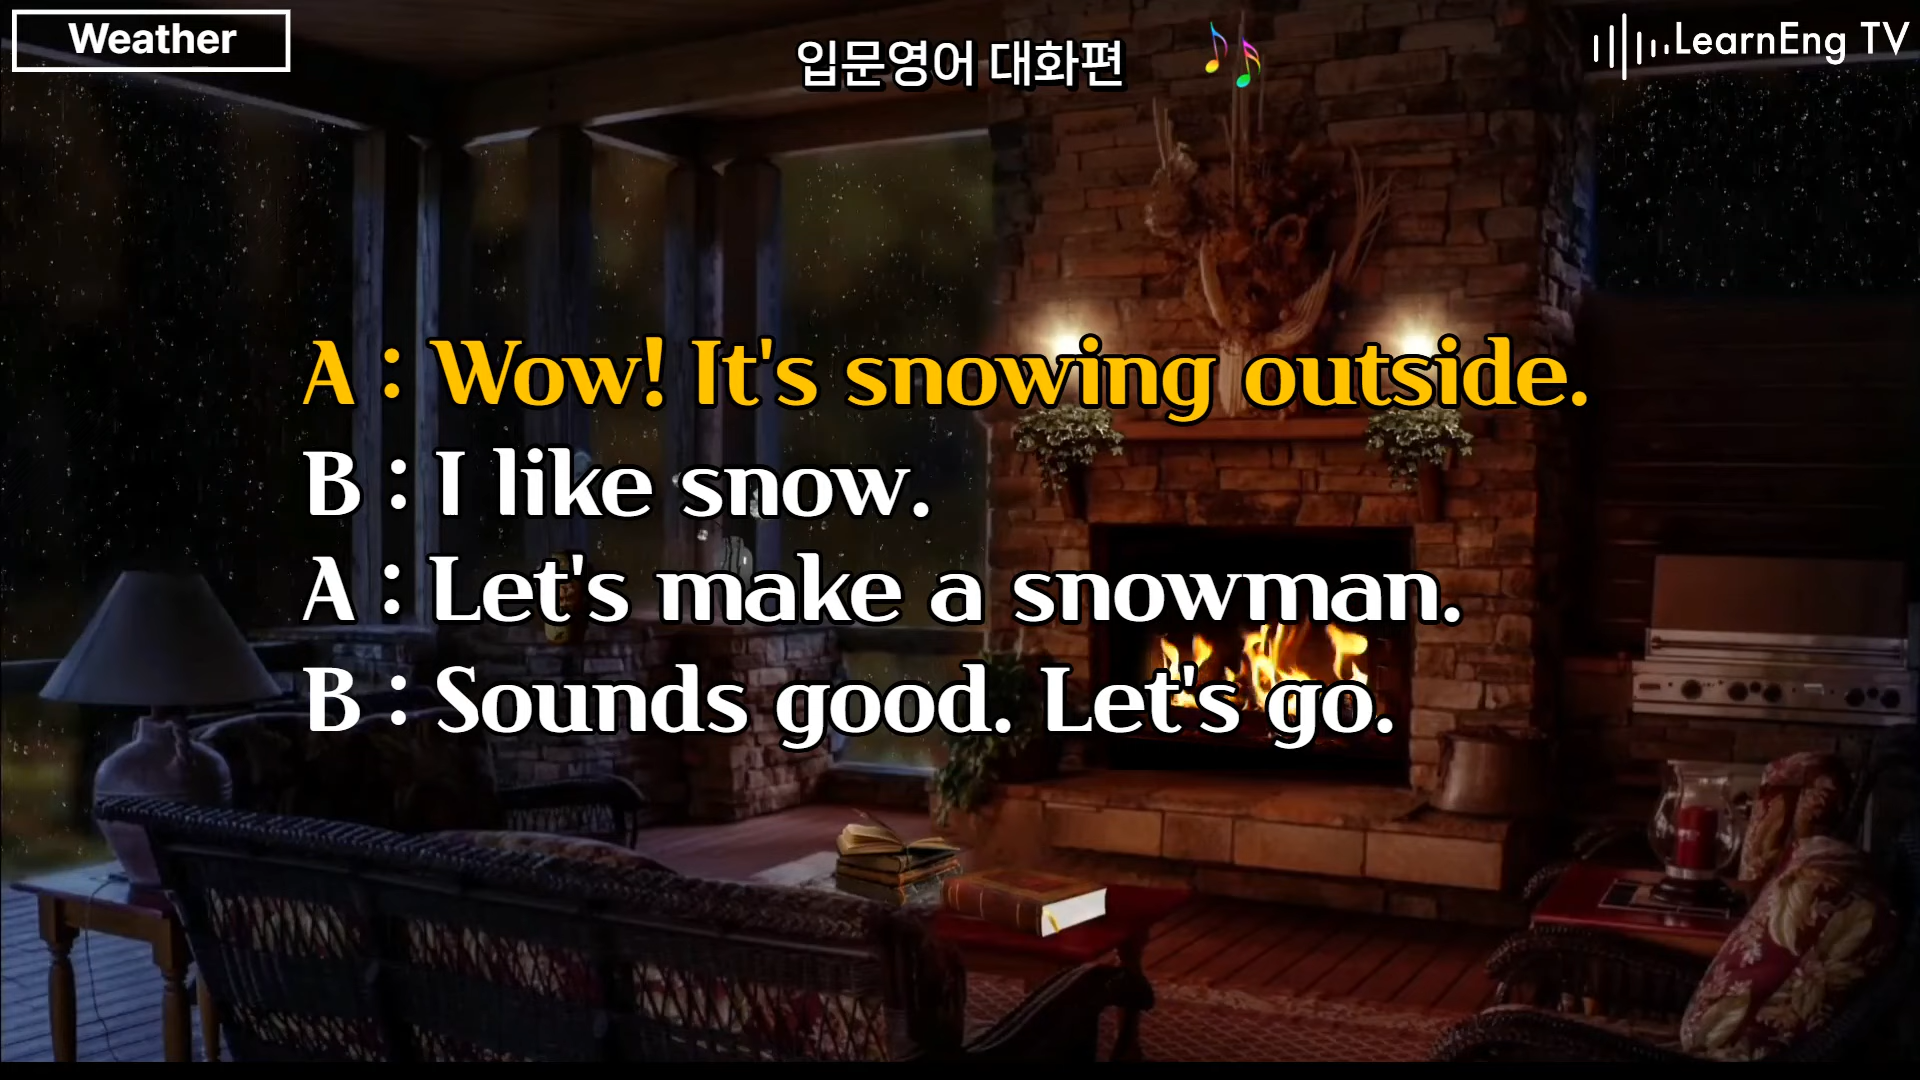 Weather
입문영어 대화편
LearnEng TV
A : Wow! It's snowing outside.
B : I like snow.
A : Let's make a snowman.
B : Sounds good. Let's go.